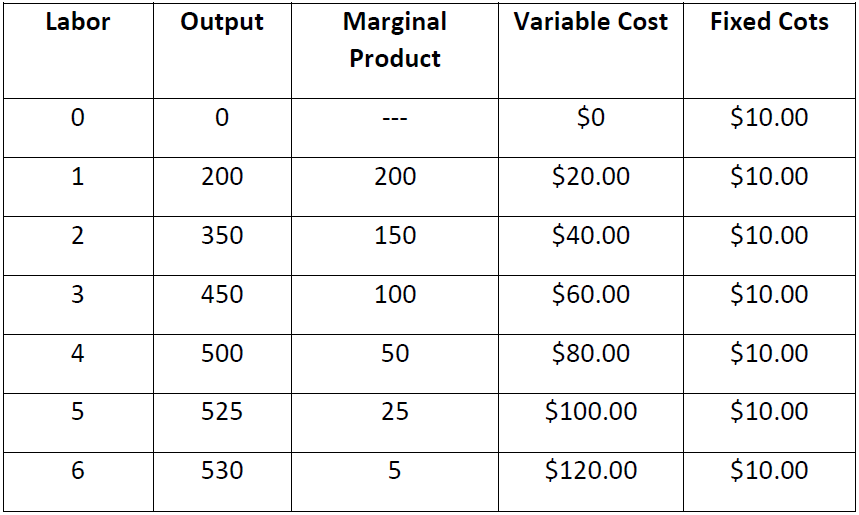 Labor Output Marginal Product Variable Cost Fixed Cots
0 0 --- $0 $10.00
1 200 200 $20.00 $10.00
2 350 150 $40.00 $10.00
3 450 100 $60.00 $10.00
4 500 50 $80.00 $10.00
5 525 25 $100.00 $10.00
6 530 5 $120.00 $10.00